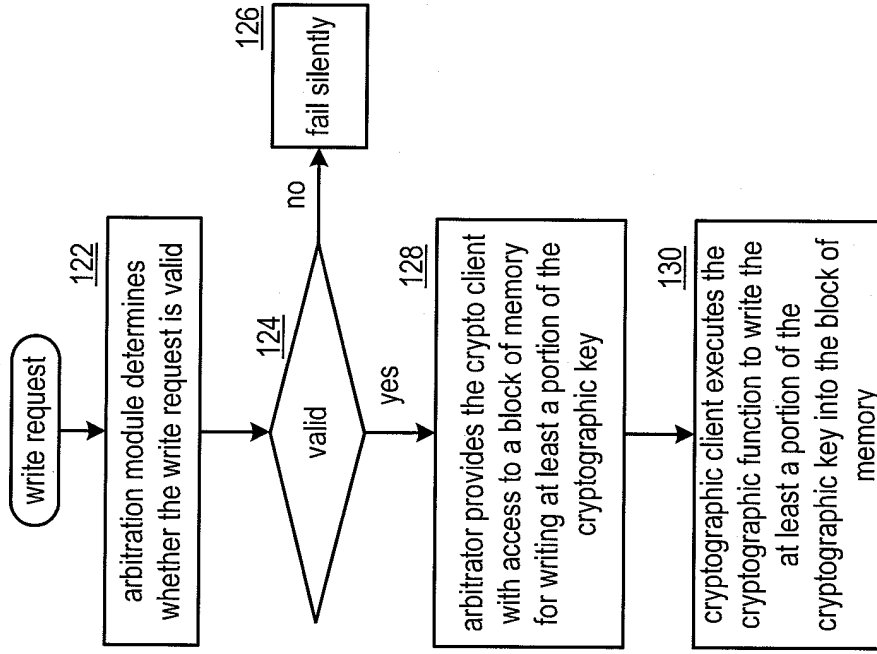 write request
122
arbitration module determines
whether the write request is valid
124
valid
no
126
fail silently
yes
128
arbitrator provides the crypto client
with access to a block of memory
for writing at least a portion of the
cryptographic key
130
cryptographic client executes the
cryptographic function to write the
at least a portion of the
cryptographic key into the block of
memory